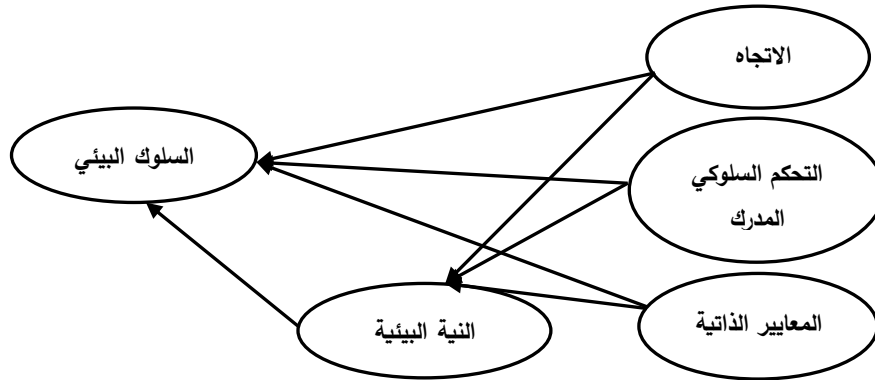 الاتجاه
السلوك البيئي
التحكم السلوكي
المدرك
المعايير الذاتية
النية البيئية